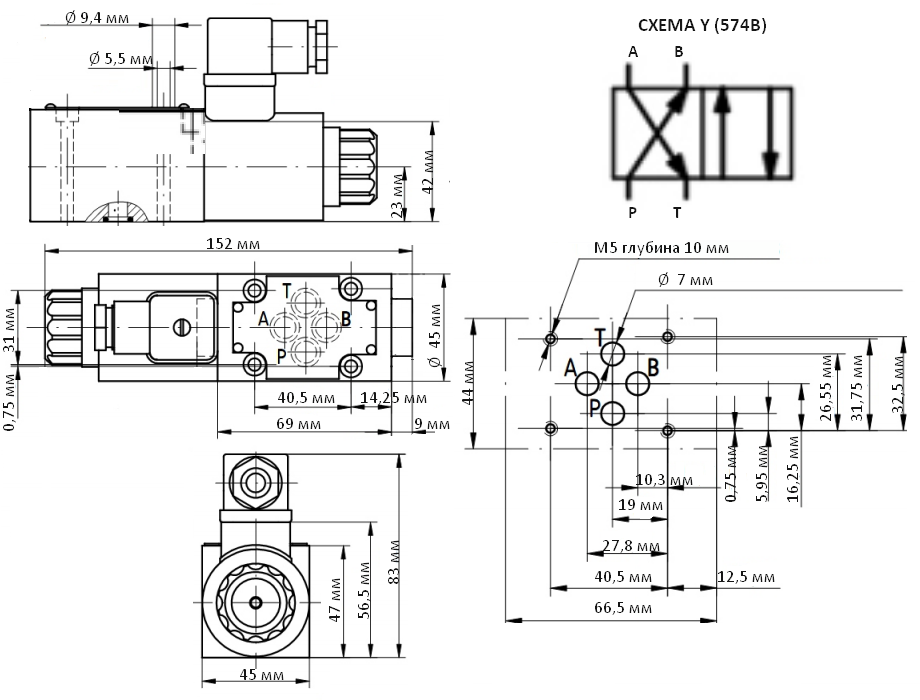 Ø 9,4 мм
Ø 5,5 мм
42 мм
23 мм
СХЕМА Y (574B)
A B
P T
152 мм
T
A B
P
31 мм
0,75 мм
Ø 45 мм
40,5 мм
14,25 мм
69 мм
9 мм
M5 глубина 10 мм
Ø 7 мм
T
A B
P
44 мм
26,55 мм
31,75 мм
32,5 мм
0,75 мм
5,95 мм
16,25 мм
10,3 мм
19 мм
27,8 мм
40,5 мм
12,5 мм
66,5 мм
47 мм
56,5 мм
83 мм
45 мм